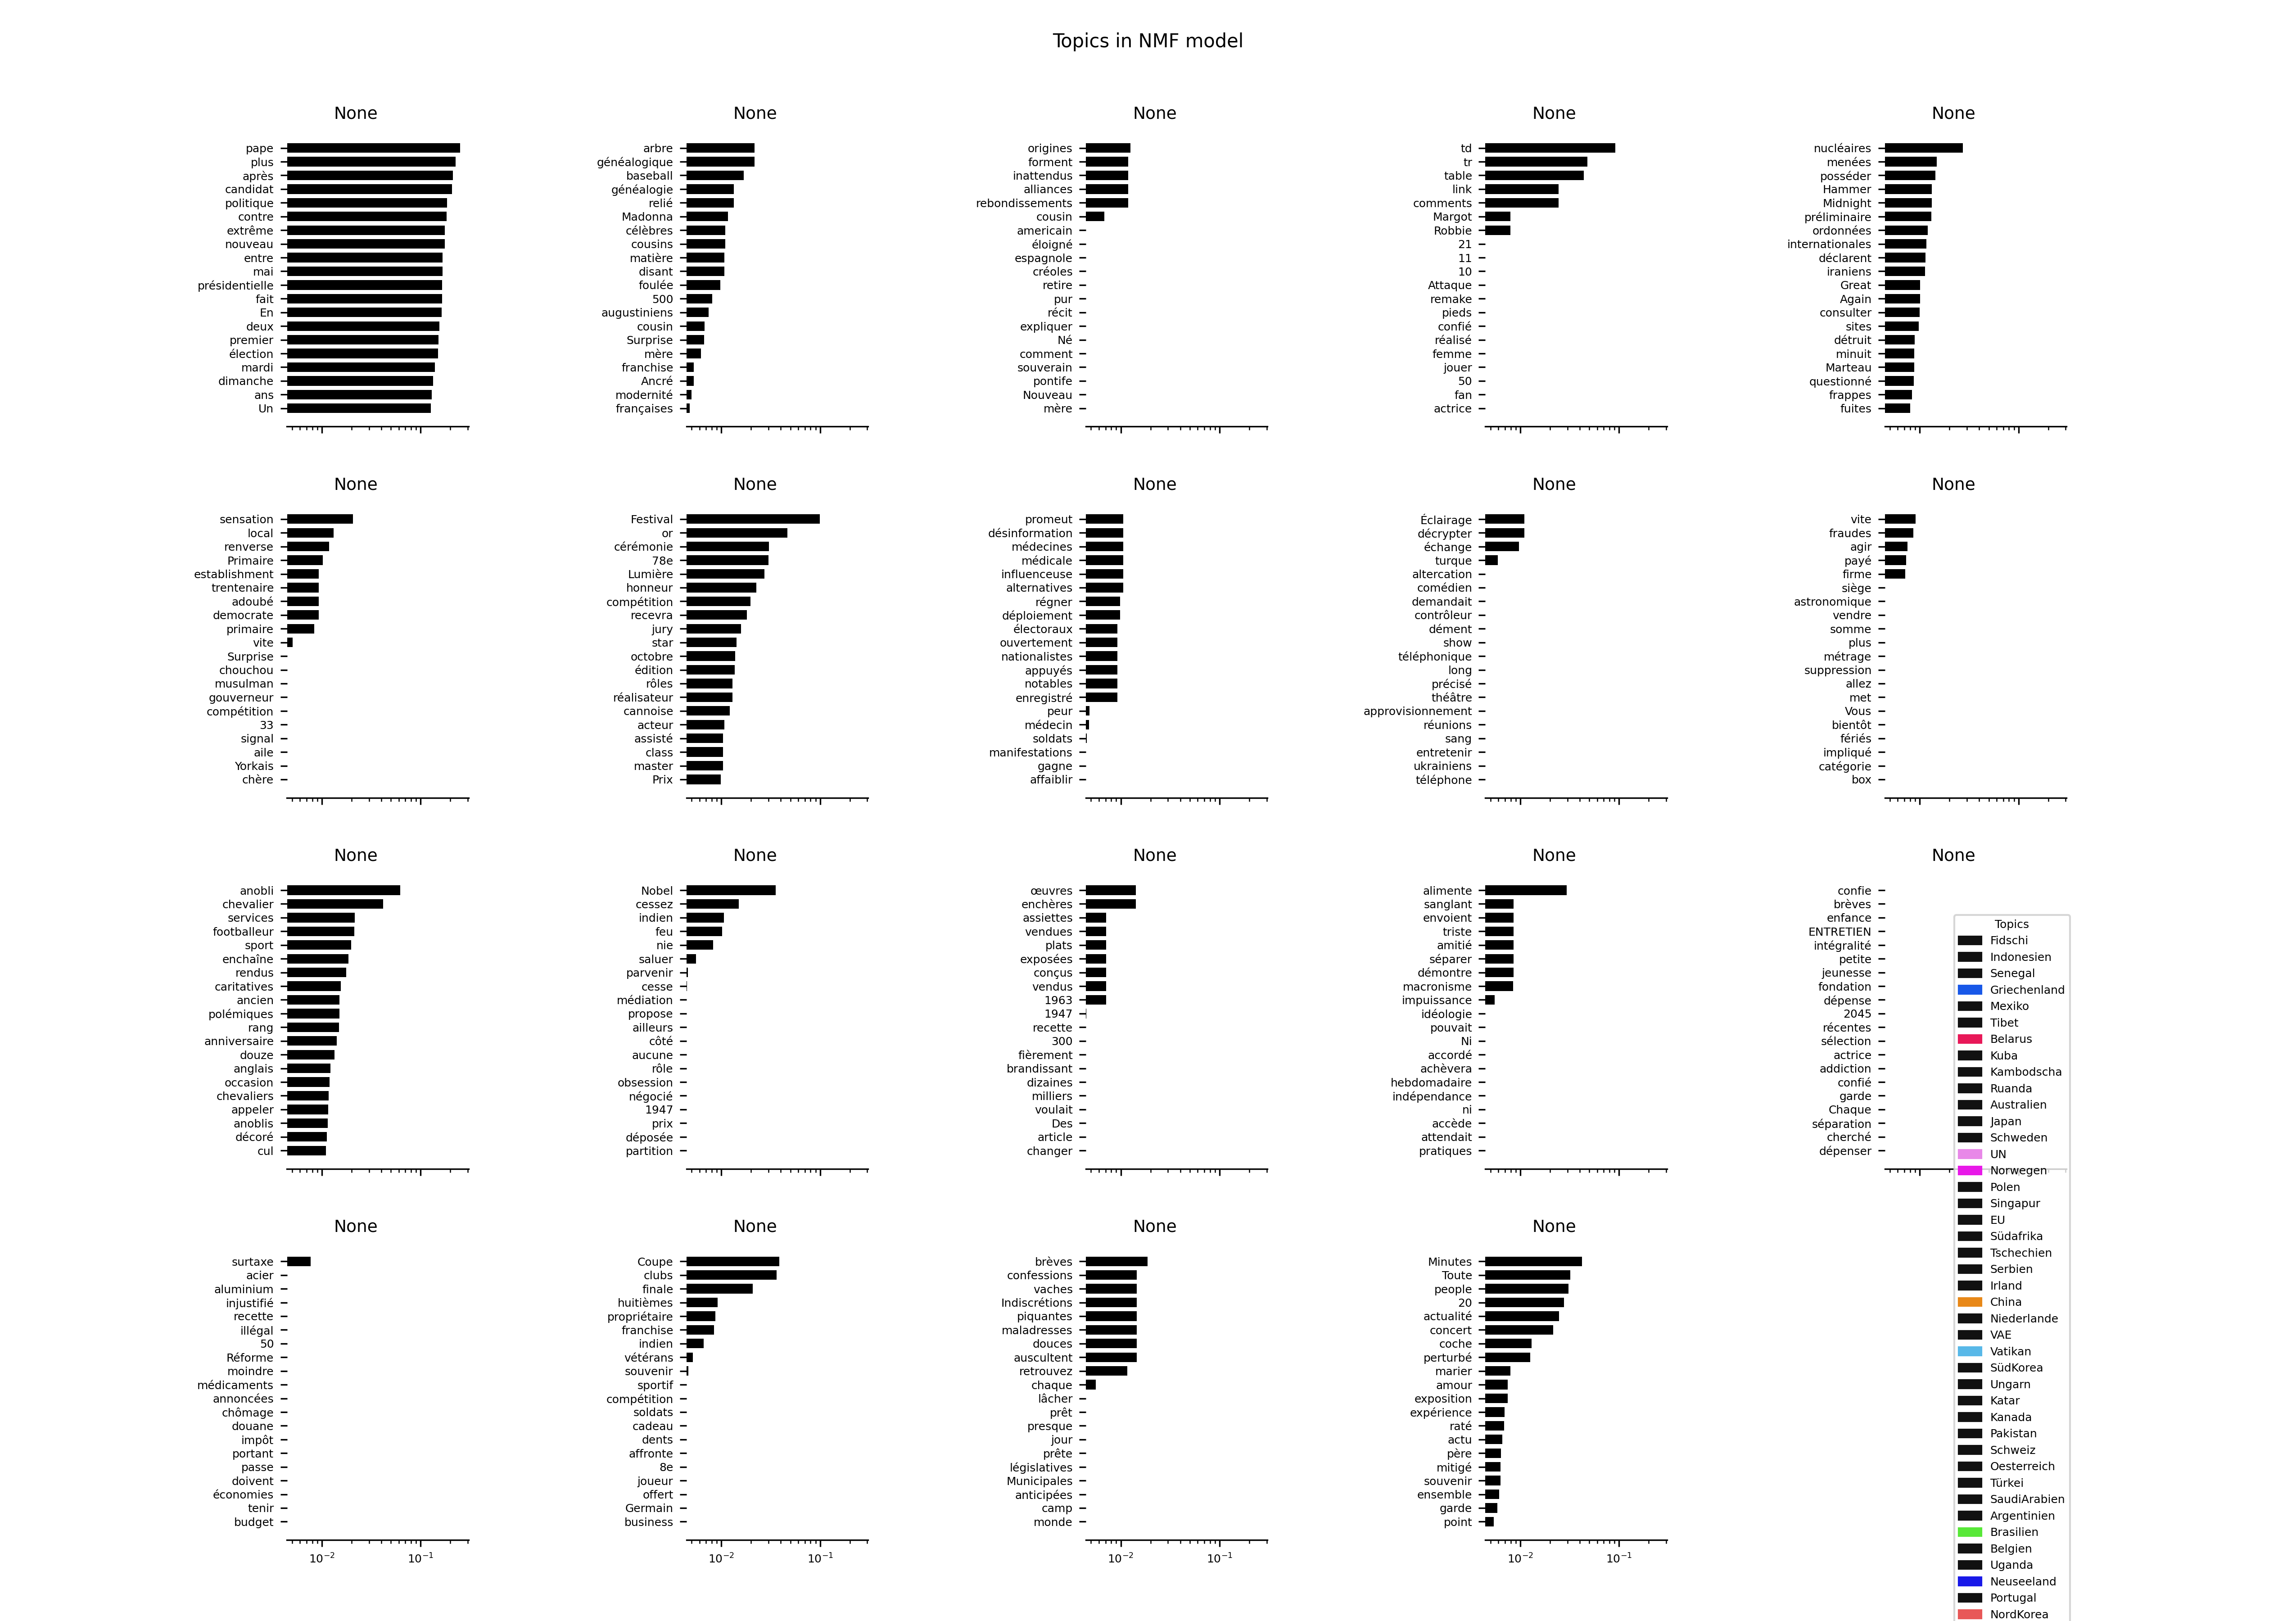 Topics in NMF model
None
pape
plus
après
candidat
politique
contre
extrême
nouveau
entre
mai
présidentielle
fait
En
deux
premier
élection
mardi
dimanche
ans
Un
None
arbre
généalogique
baseball
généalogie
relié
Madonna
célèbres
cousins
matière
disant
foulée
500
augustiniens
cousin
Surprise
mère
franchise
Ancré
modernité
françaises
None
origines
forment
inattendus
alliances
rebondissements
cousin
americain
éloigné
espagnole
créoles
retire
pur
récit
expliquer
Né
comment
souverain
pontife
Nouveau
mère
None
td
tr
table
link
comments
Margot
Robbie
21
11
10
Attaque
remake
pieds
confié
réalisé
femme
jouer
50
fan
actrice
None
nucléaires
menées
posséder
Hammer
Midnight
préliminaire
ordonnées
internationales
déclarent
iraniens
Great
Again
consulter
sites
détruit
minuit
Marteau
questionné
frappes
fuites
None
sensation
local
renverse
Primaire
establishment
trentenaire
adoubé
democrate
primaire
vite
Surprise
chouchou
musulman
gouverneur
compétition
33
signal
aile
Yorkais
chère
None
Festival
or
cérémonie
78e
Lumière
honneur
compétition
recevra
jury
star
octobre
édition
rôles
réalisateur
cannoise
acteur
assisté
class
master
Prix
None
promeut
désinformation
médecines
médicale
influenceuse
alternatives
régner
déploiement
électoraux
ouvertement
nationalistes
appuyés
notables
enregistré
peur
médecin
soldats
manifestations
gagne
affaiblir
None
Éclairage
décrypter
échange
turque
altercation
comédien
demandait
contrôleur
dément
show
téléphonique
long
précisé
théâtre
approvisionnement
réunions
sang
entretenir
ukrainiens
téléphone
None
vite
fraudes
agir
payé
firme
siège
astronomique
vendre
somme
plus
métrage
suppression
allez
met
Vous
bientôt
fériés
impliqué
catégorie
box
None
anobli
chevalier
services
footballeur
sport
enchaîne
rendus
caritatives
ancien
polémiques
rang
anniversaire
douze
anglais
occasion
chevaliers
appeler
anoblis
décoré
cul
None
Nobel
cessez
indien
feu
nie
saluer
parvenir
cesse
médiation
propose
ailleurs
côté
aucune
rôle
obsession
négocié
1947
prix
déposée
partition
None
œuvres
enchères
assiettes
vendues
plats
exposées
conçus
vendus
1963
1947
recette
300
fièrement
brandissant
dizaines
milliers
voulait
Des
article
changer
None
alimente
sanglant
envoient
triste
amitié
séparer
démontre
macronisme
impuissance
idéologie
pouvait
Ni
accordé
achèvera
hebdomadaire
indépendance
ni
accède
attendait
pratiques
None
confie
brèves
enfance
ENTRETIEN
intégralité
petite
jeunesse
fondation
dépense
2045
récentes
sélection
actrice
addiction
confié
garde
Chaque
séparation
cherché
dépenser
None
surtaxe
acier
aluminium
injustifié
recette
illégal
50
Réforme
moindre
médicaments
annoncées
chômage
douane
impôt
portant
passe
doivent
économies
tenir
budget
10⁻² 10⁻¹
None
Coupe
clubs
finale
huitièmes
propriétaire
franchise
indien
vétérans
souvenir
sportif
compétition
soldats
cadeau
dents
affronte
8e
joueur
offert
Germain
business
10⁻² 10⁻¹
None
brèves
confessions
vaches
Indiscrétions
piquantes
maladresses
douces
auscultent
retrouvez
chaque
lâcher
prêt
presque
jour
prête
législatives
Municipales
anticipées
camp
monde
10⁻² 10⁻¹
None
Minutes
Toute
people
20
actualité
concert
coche
perturbé
marier
amour
exposition
expérience
raté
actu
père
mitigé
souvenir
ensemble
garde
point
10⁻² 10⁻¹
Topics
Fidschi
Indonesien
Senegal
Griechenland
Mexiko
Tibet
Belarus
Kuba
Kambodscha
Ruanda
Australien
Japan
Schweden
UN
Norwegen
Polen
Singapur
EU
Südafrika
Tschechien
Serbien
Irland
China
Niederlande
VAE
Vatikan
SüdKorea
Ungarn
Katar
Kanada
Pakistan
Schweiz
Oesterreich
Türkei
SaudiArabien
Argentinien
Brasilien
Belgien
Uganda
Neuseeland
Portugal
NordKorea